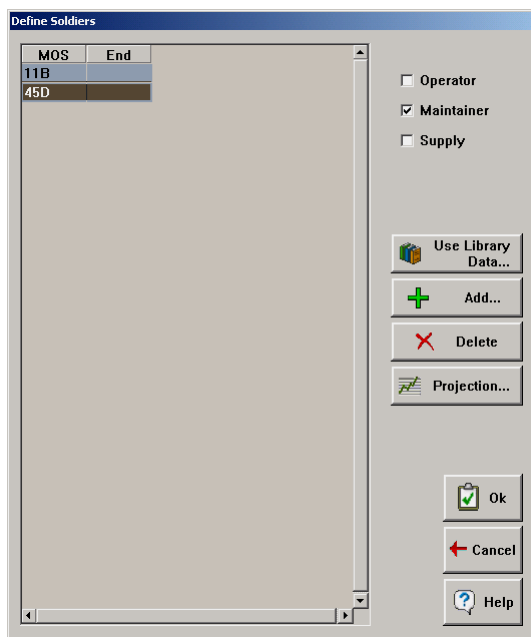 Define Soldiers
MOS End
11B
45D
Operator
Maintainer
Supply
Use Library
Data...
Add...
Delete
Projection...
Ok
Cancel
Help